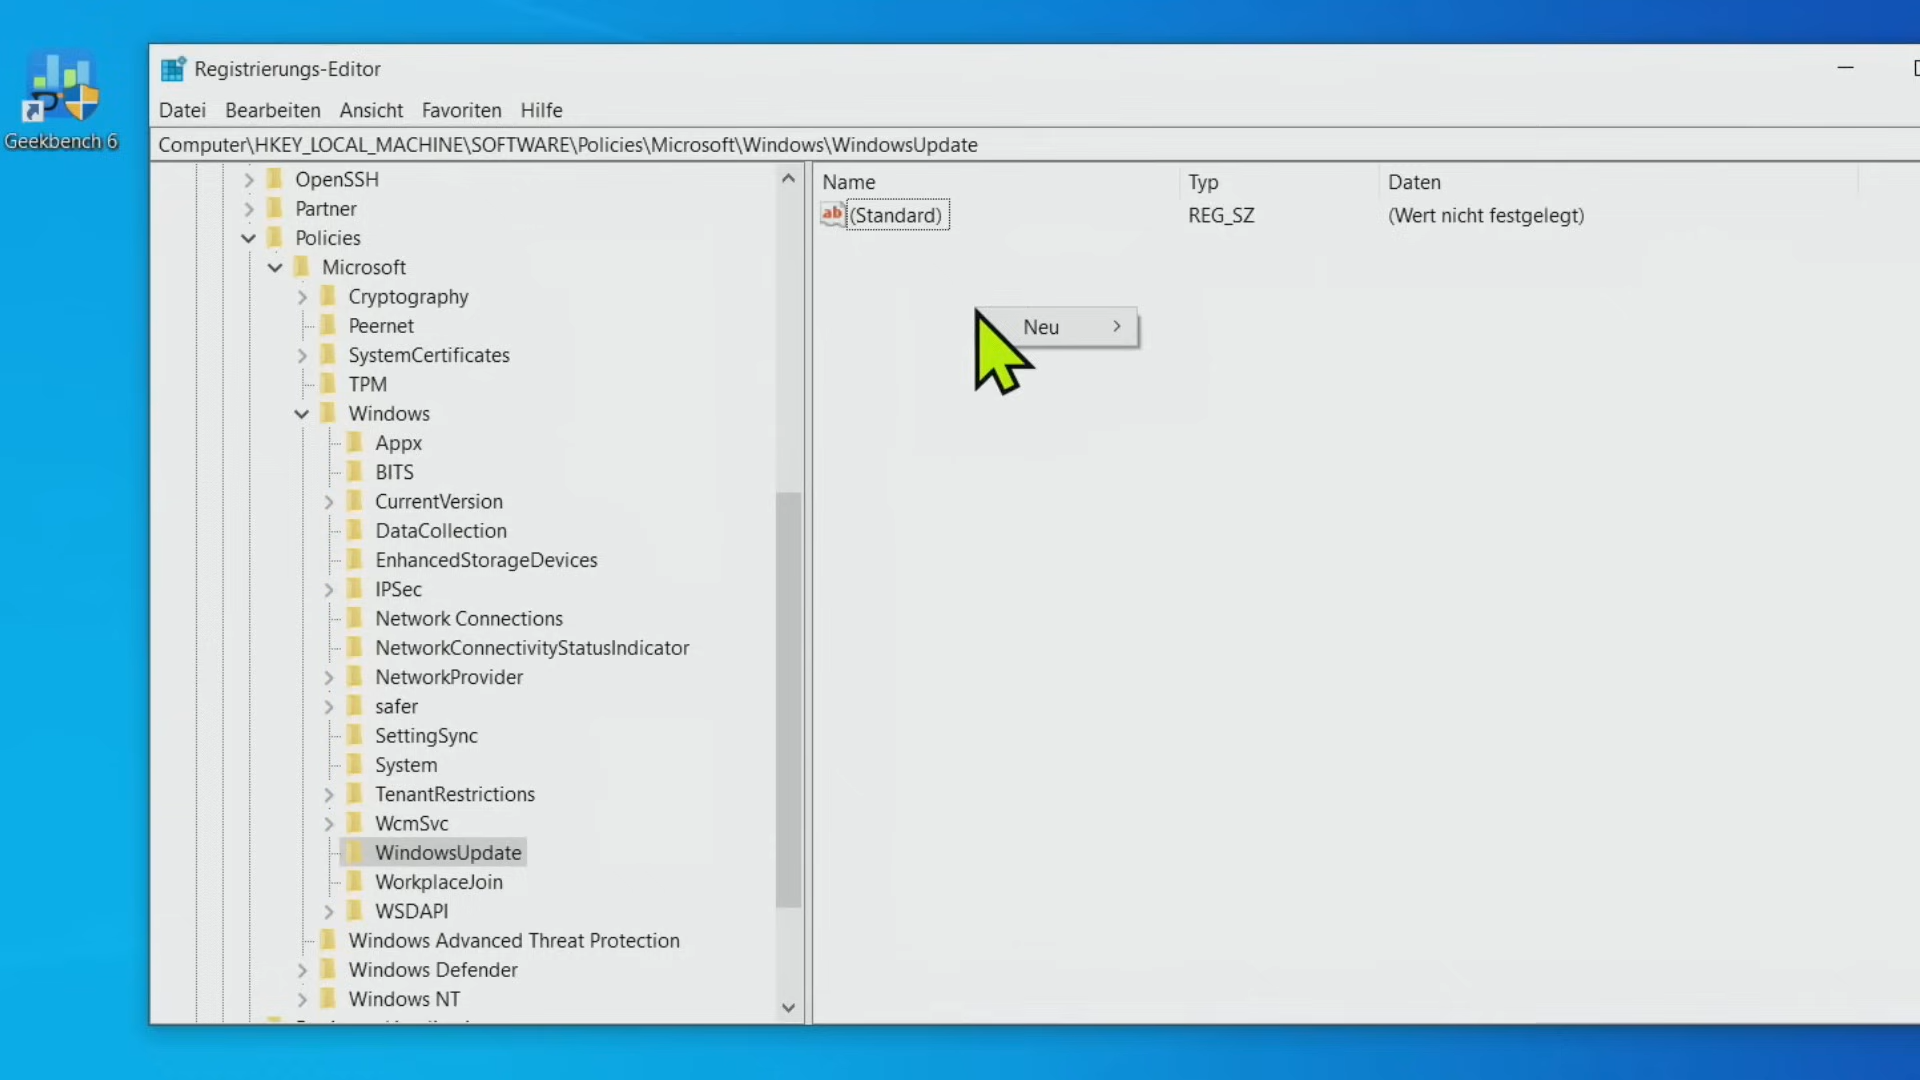 Geekbench 6
Registrierungs-Editor
Datei Bearbeiten Ansicht Favoriten Hilfe
Computer\HKEY_LOCAL_MACHINE\SOFTWARE\Policies\Microsoft\Windows\WindowsUpdate
OpenSSH
Partner
Policies
Microsoft
Cryptography
Peernet
SystemCertificates
TPM
Windows
Appx
BITS
CurrentVersion
DataCollection
EnhancedStorageDevices
IPSec
Network Connections
NetworkConnectivityStatusIndicator
NetworkProvider
safer
SettingSync
System
TenantRestrictions
WcmSvc
WindowsUpdate
WorkplaceJoin
WSDAPI
Windows Advanced Threat Protection
Windows Defender
Windows NT
Name Typ Daten
ab (Standard) REG_SZ (Wert nicht festgelegt)
Neu